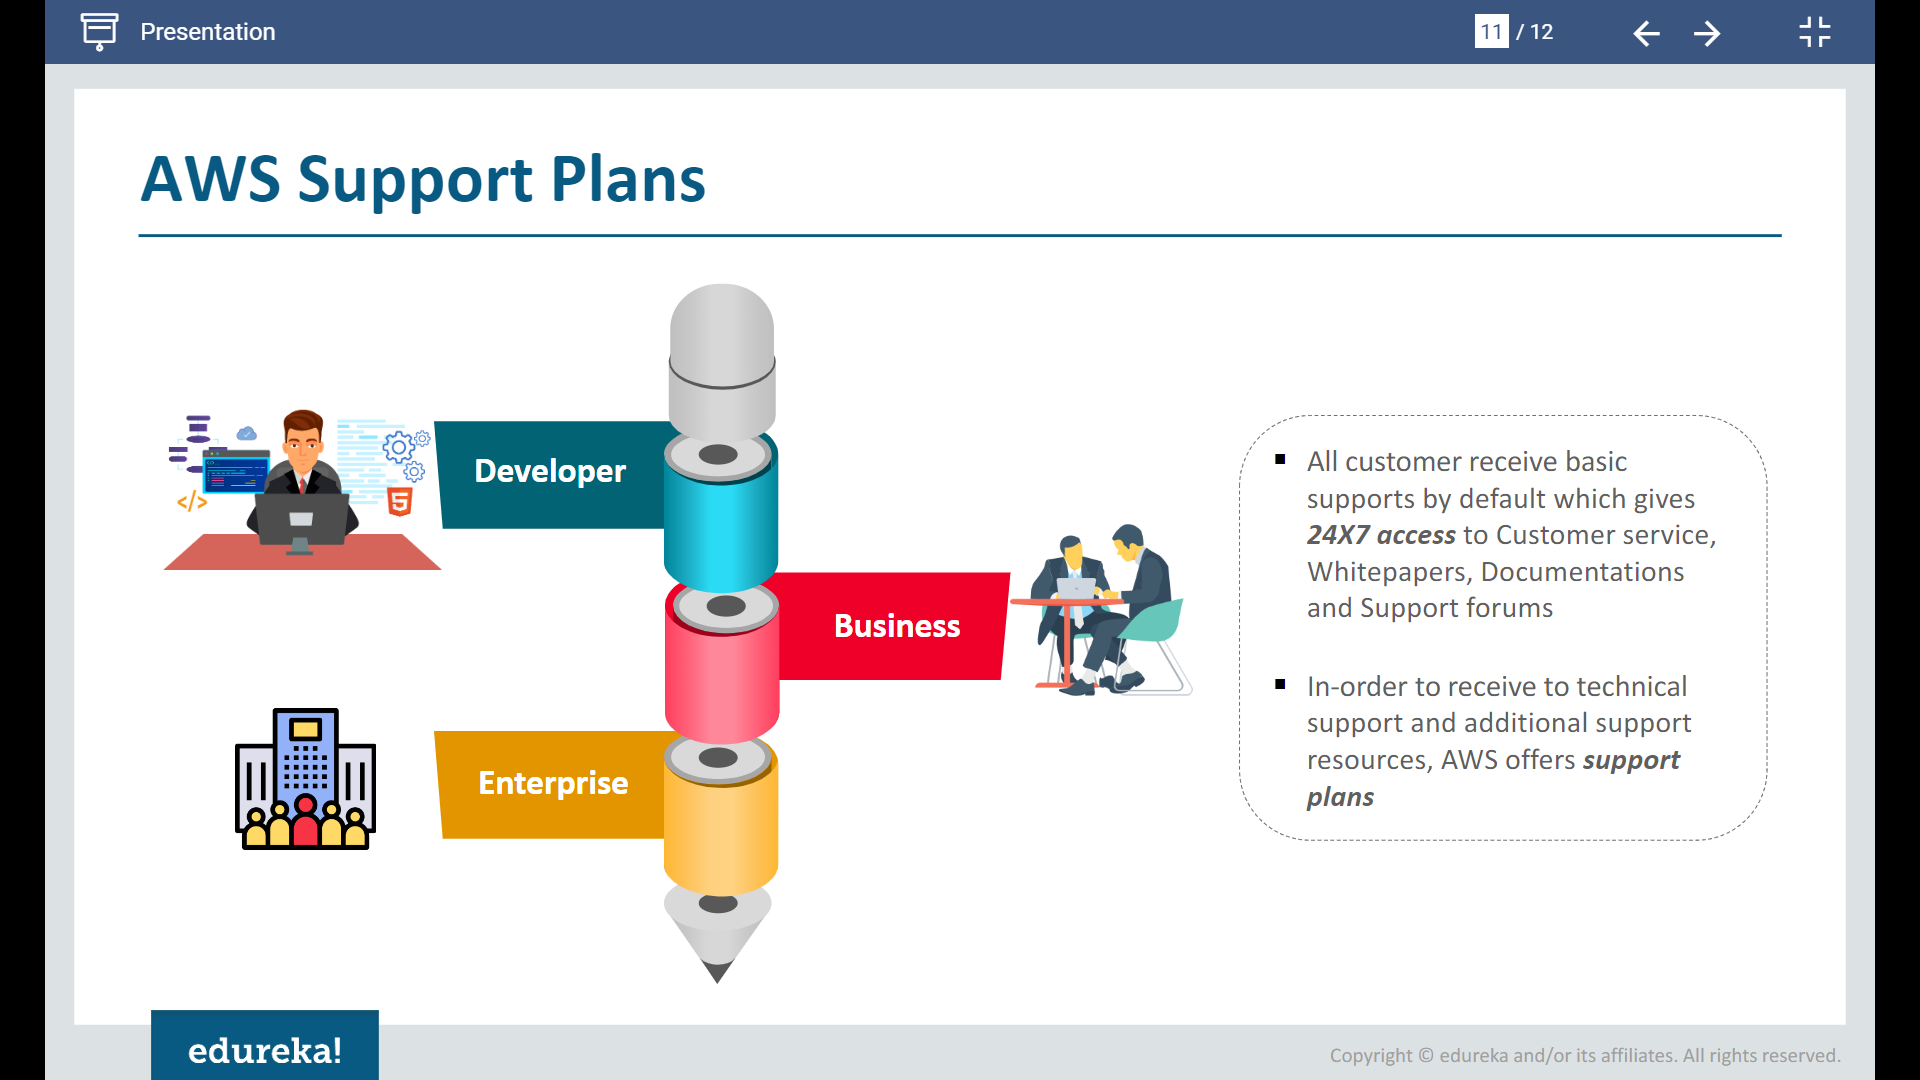 Presentation
11 / 12
AWS Support Plans
Developer
Business
Enterprise
▪ All customer receive basic
supports by default which gives
24X7 access to Customer service,
Whitepapers, Documentations
and Support forums
▪ In-order to receive to technical
support and additional support
resources, AWS offers support
plans
</>
5
edureka!
Copyright © edureka and/or its affiliates. All rights reserved.